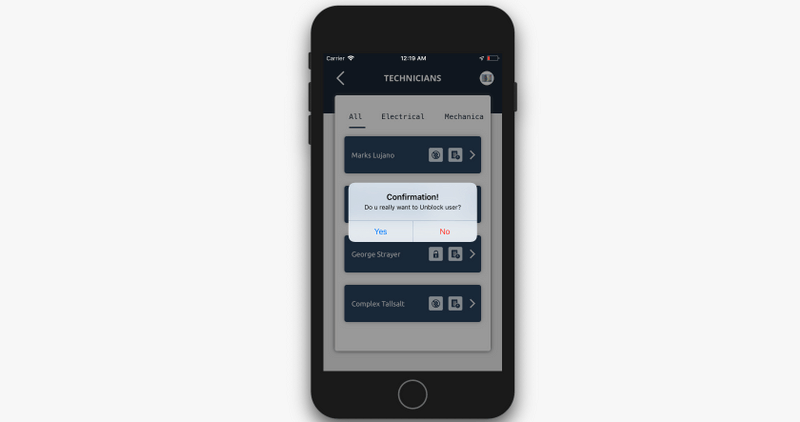 Carrier
12:19 AM
TECHNICIANS
All Electrical Mechanica
Marks Lujano
Confirmation!
Do u really want to Unblock user?
Yes No
George Strayer
Complex Tallsalt